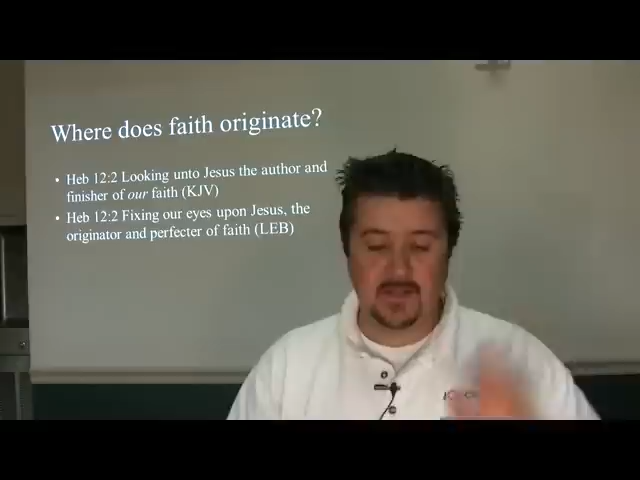 Where does faith originate?
• Heb 12:2 Looking unto Jesus the author and
finisher of our faith (KJV)
• Heb 12:2 Fixing our eyes upon Jesus, the
originator and perfecter of faith (LEB)